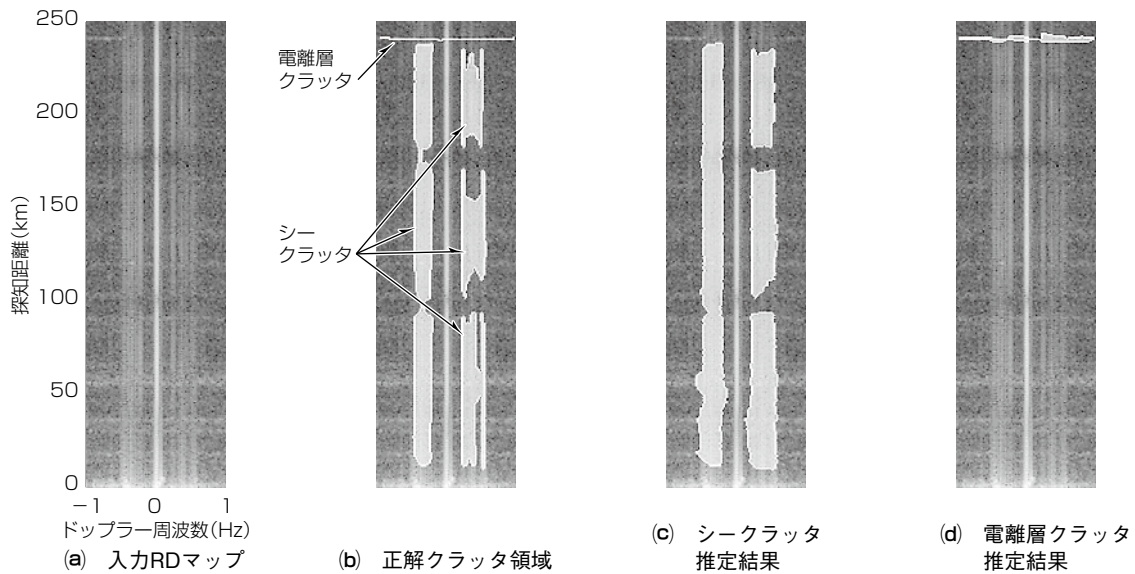 250
200
150
100
50
0
探知距離(km)
−1 0 1
ドップラー周波数(Hz)
(a) 入力RDマップ
電離層
クラッタ
シー
クラッタ
(b) 正解クラッタ領域
(c) シークラッタ
推定結果
(d) 電離層クラッタ
推定結果